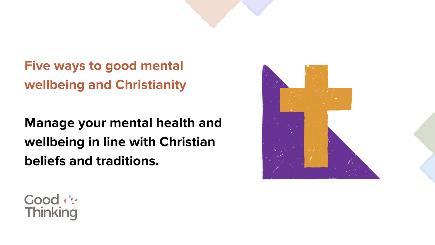 Five ways to good mental
wellbeing and Christianity
Manage your mental health and
wellbeing in line with Christian
beliefs and traditions.
Good
Thinking